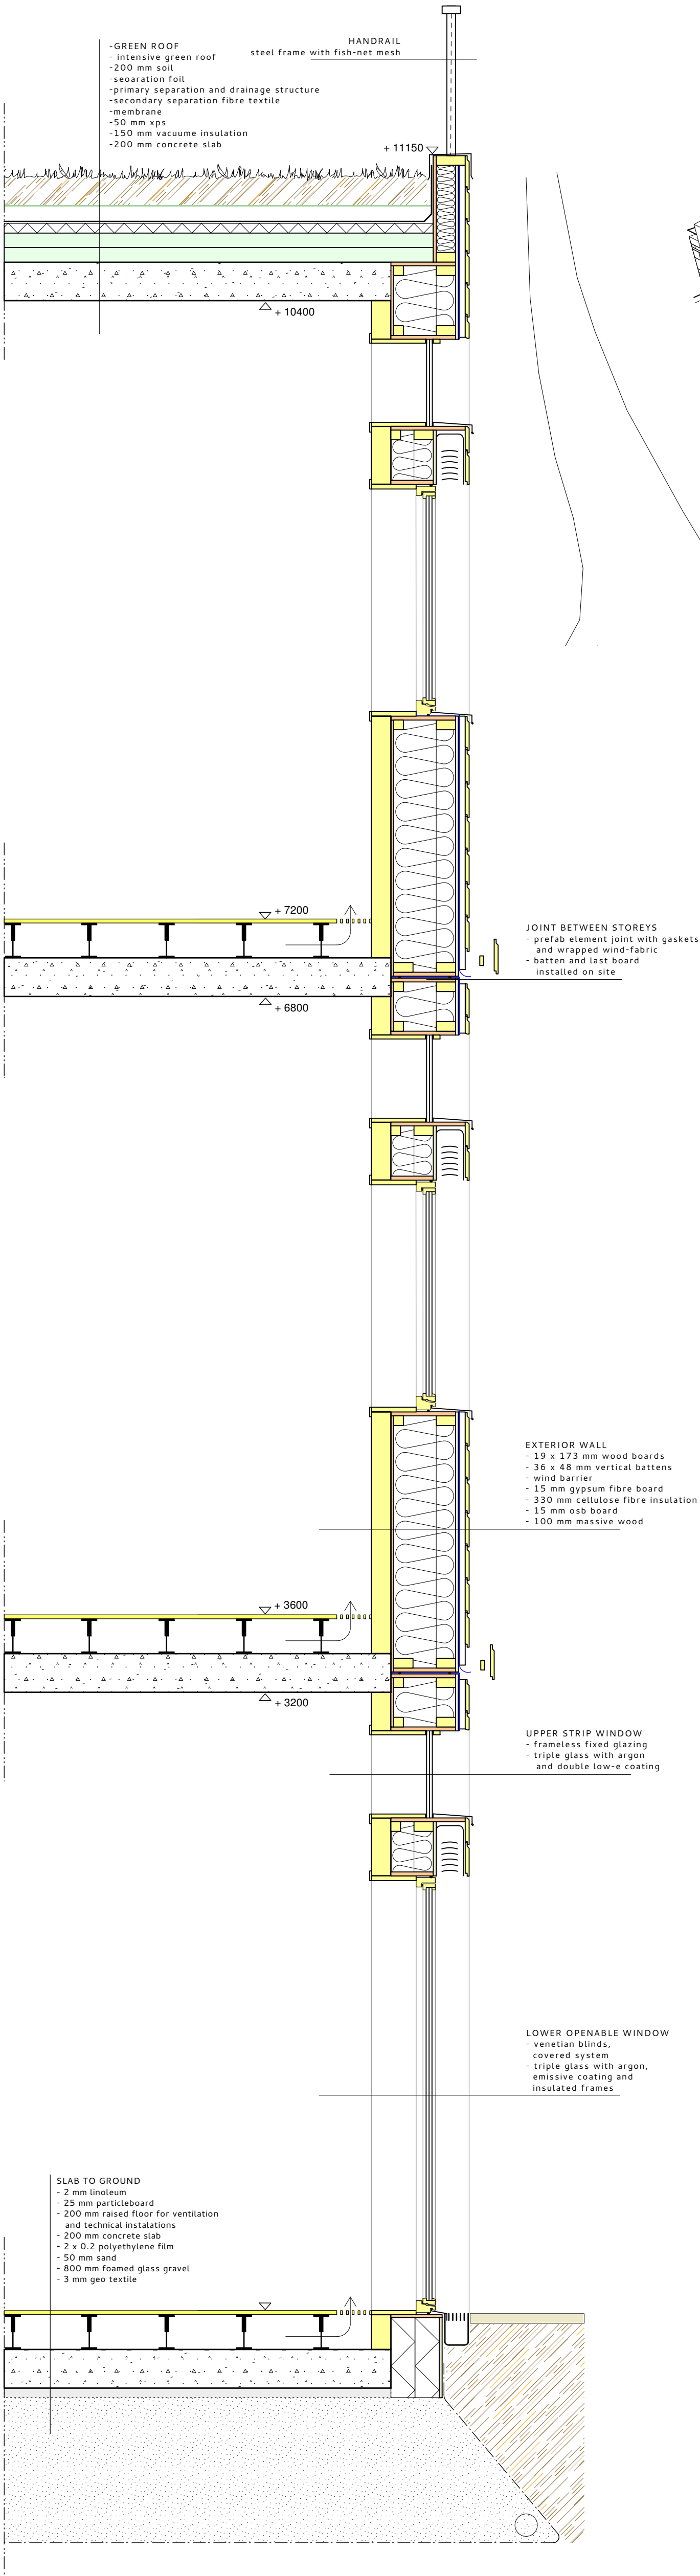 -GREEN ROOF
- intensive green roof
-200 mm soil
-seoaration foil
-primary separation and drainage structure
-secondary separation fibre textile
-membrane
-50 mm xps
-150 mm vacuume insulation
-200 mm concrete slab
HANDRAIL
steel frame with fish-net mesh
+ 11150
+ 10400
+ 7200
+ 6800
JOINT BETWEEN STOREYS
- prefab element joint with gaskets
and wrapped wind-fabric
- batten and last board
installed on site
EXTERIOR WALL
- 19 x 173 mm wood boards
- 36 x 48 mm vertical battens
- wind barrier
- 15 mm gypsum fibre board
- 330 mm cellulose fibre insulation
- 15 mm osb board
- 100 mm massive wood
+ 3600
+ 3200
UPPER STRIP WINDOW
- frameless fixed glazing
- triple glass with argon
and double low-e coating
LOWER OPENABLE WINDOW
- venetian blinds,
covered system
- triple glass with argon,
emissive coating and
insulated frames
SLAB TO GROUND
- 2 mm linoleum
- 25 mm particleboard
- 200 mm raised floor for ventilation
and technical instalations
- 200 mm concrete slab
- 2 x 0.2 polyethylene film
- 50 mm sand
- 800 mm foamed glass gravel
- 3 mm geo textile